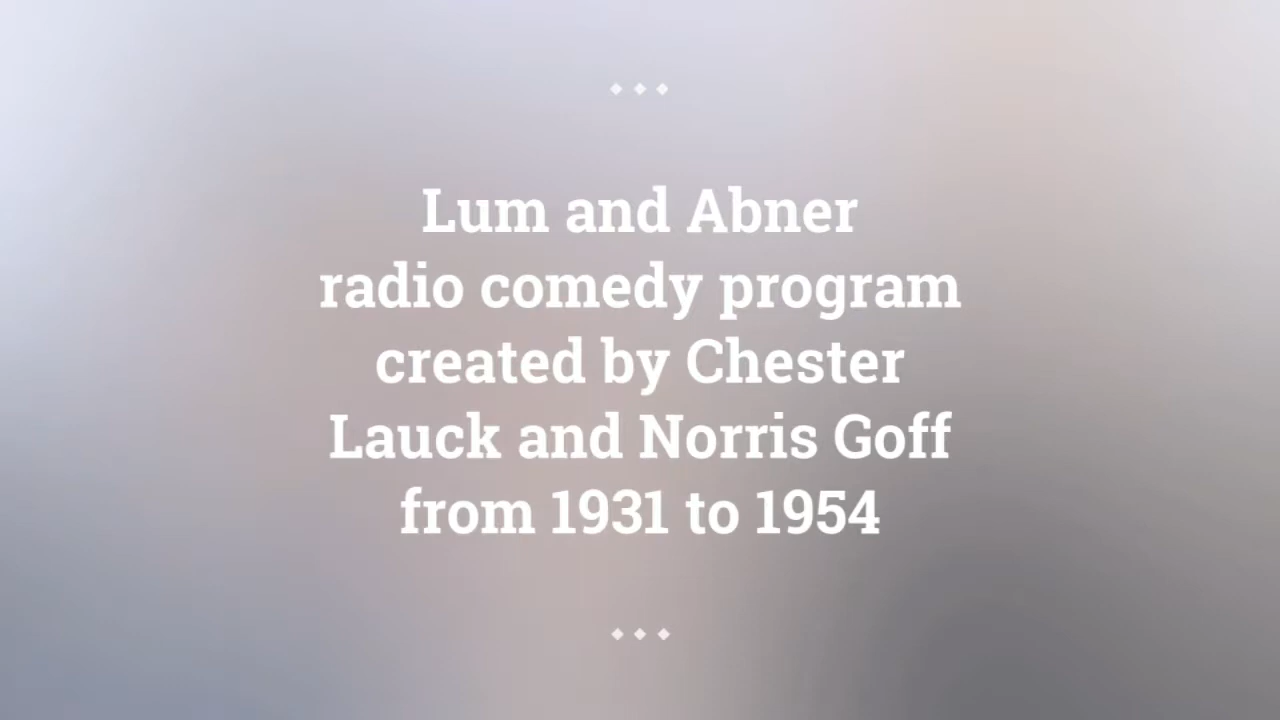 Lum and Abner
radio comedy program
created by Chester
Lauck and Norris Goff
from 1931 to 1954